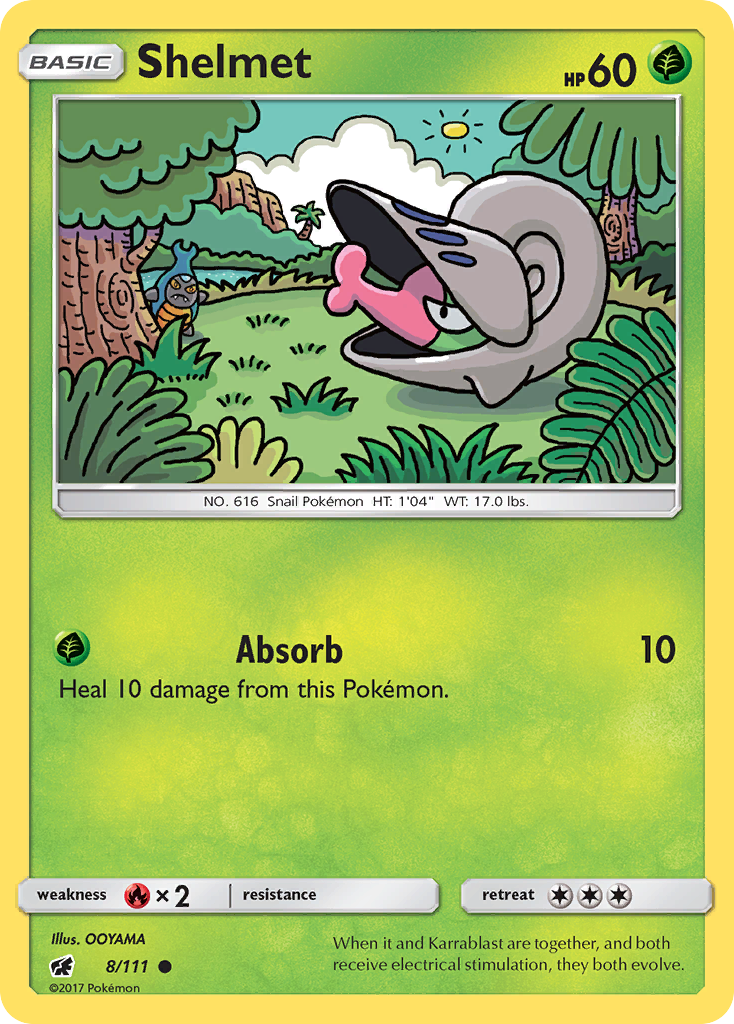 BASIC Shelmet HP60
NO. 616 Snail Pokémon HT: 1'04" WT: 17.0 lbs.
Absorb 10
Heal 10 damage from this Pokémon.
weakness × 2 resistance retreat
Illus. OOYAMA
8/111
©2017 Pokémon
When it and Karrablast are together, and both
receive electrical stimulation, they both evolve.